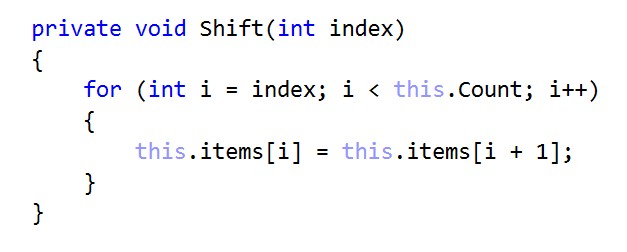 private void Shift(int index)
{
    for (int i = index; i < this.Count; i++)
    {
        this.items[i] = this.items[i + 1];
    }
}